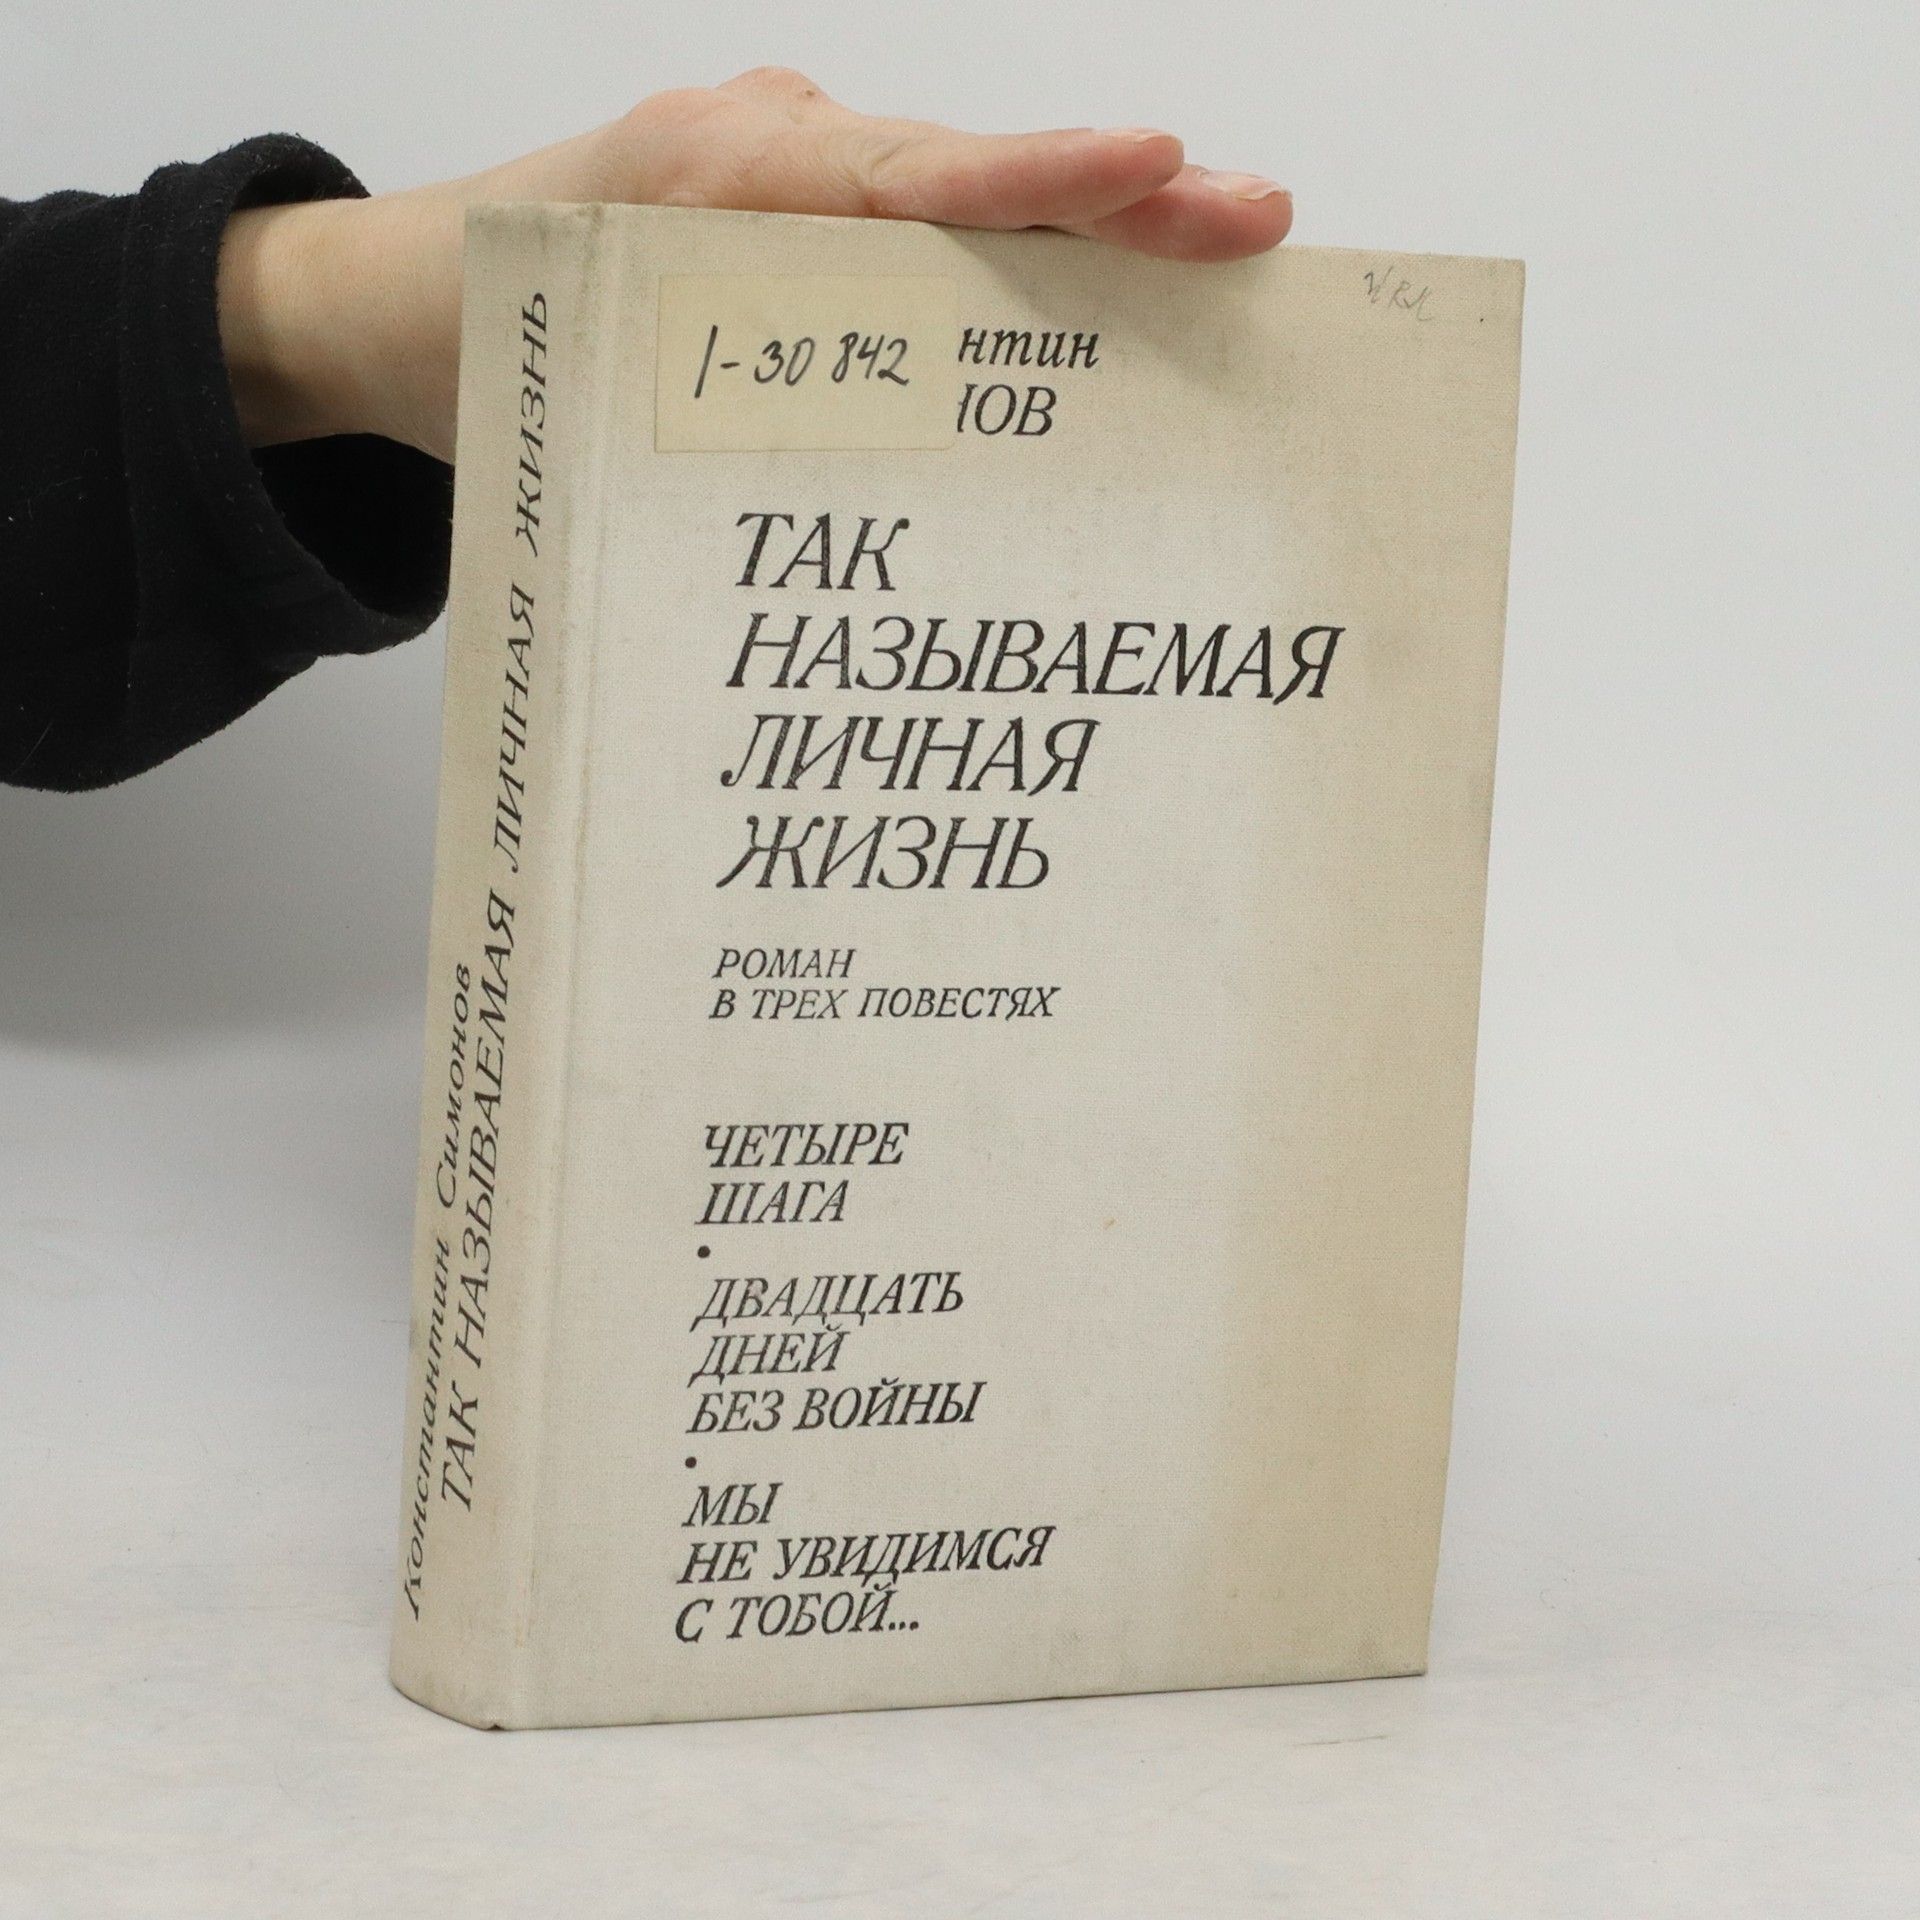 Константин Симонов
ТАК НАЗЫВАЕМАЯ ЛИЧНАЯ ЖИЗНЬ
1-30 842
нтин
ОВ
ТАК
НАЗЫВАЕМАЯ
ЛИЧНАЯ
ЖИЗНЬ
РОМАН
В ТРЕХ ПОВЕСТЯХ
ЧЕТЫРЕ
ШАГА
•
ДВАДЦАТЬ
ДНЕЙ
БЕЗ ВОЙНЫ
•
МЫ
НЕ УВИДИМСЯ
С ТОБОЙ...